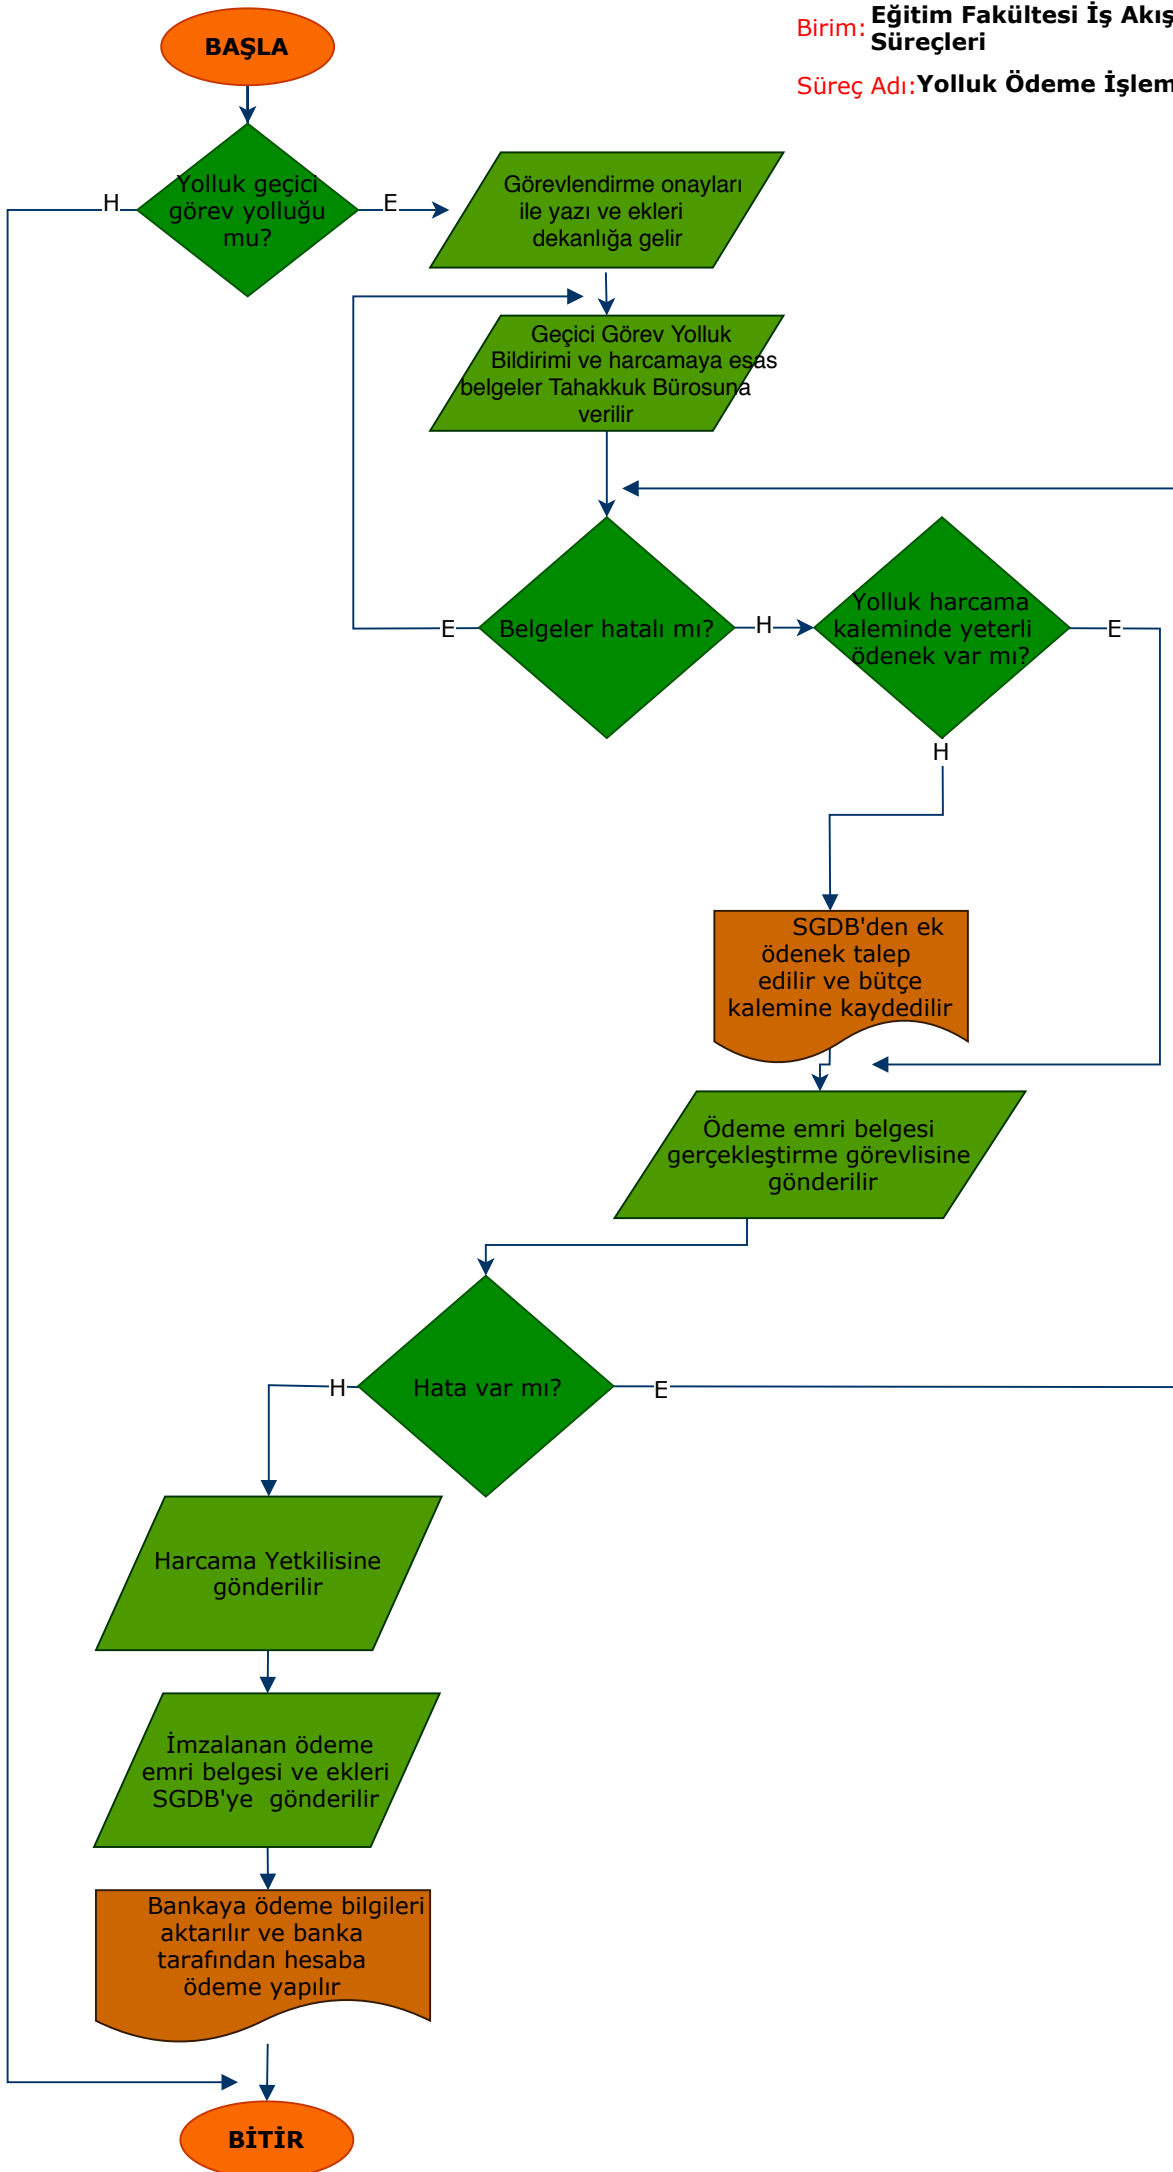 BAŞLA
Birim: Eğitim Fakültesi İş Akış
Süreçleri
Süreç Adı: Yolluk Ödeme İşlem
Yolluk geçici
görev yolluğu
mu?
H
E
Görevlendirme onayları
ile yazı ve ekleri
dekanlığa gelir
Geçici Görev Yolluk
Bildirimi ve harcamaya esas
belgeler Tahakkuk Bürosuna
verilir
E
Belgeler hatalı mı?
H
Yolluk harcama
kaleminde yeterli
ödenek var mı?
E
H
SGDB'den ek
ödenek talep
edilir ve bütçe
kalemine kaydedilir
Ödeme emri belgesi
gerçekleştirme görevlisine
gönderilir
H
Hata var mı?
E
Harcama Yetkilisine
gönderilir
İmzalanan ödeme
emri belgesi ve ekleri
SGDB'ye gönderilir
Bankaya ödeme bilgileri
aktarılır ve banka
tarafından hesaba
ödeme yapılır
BİTİR